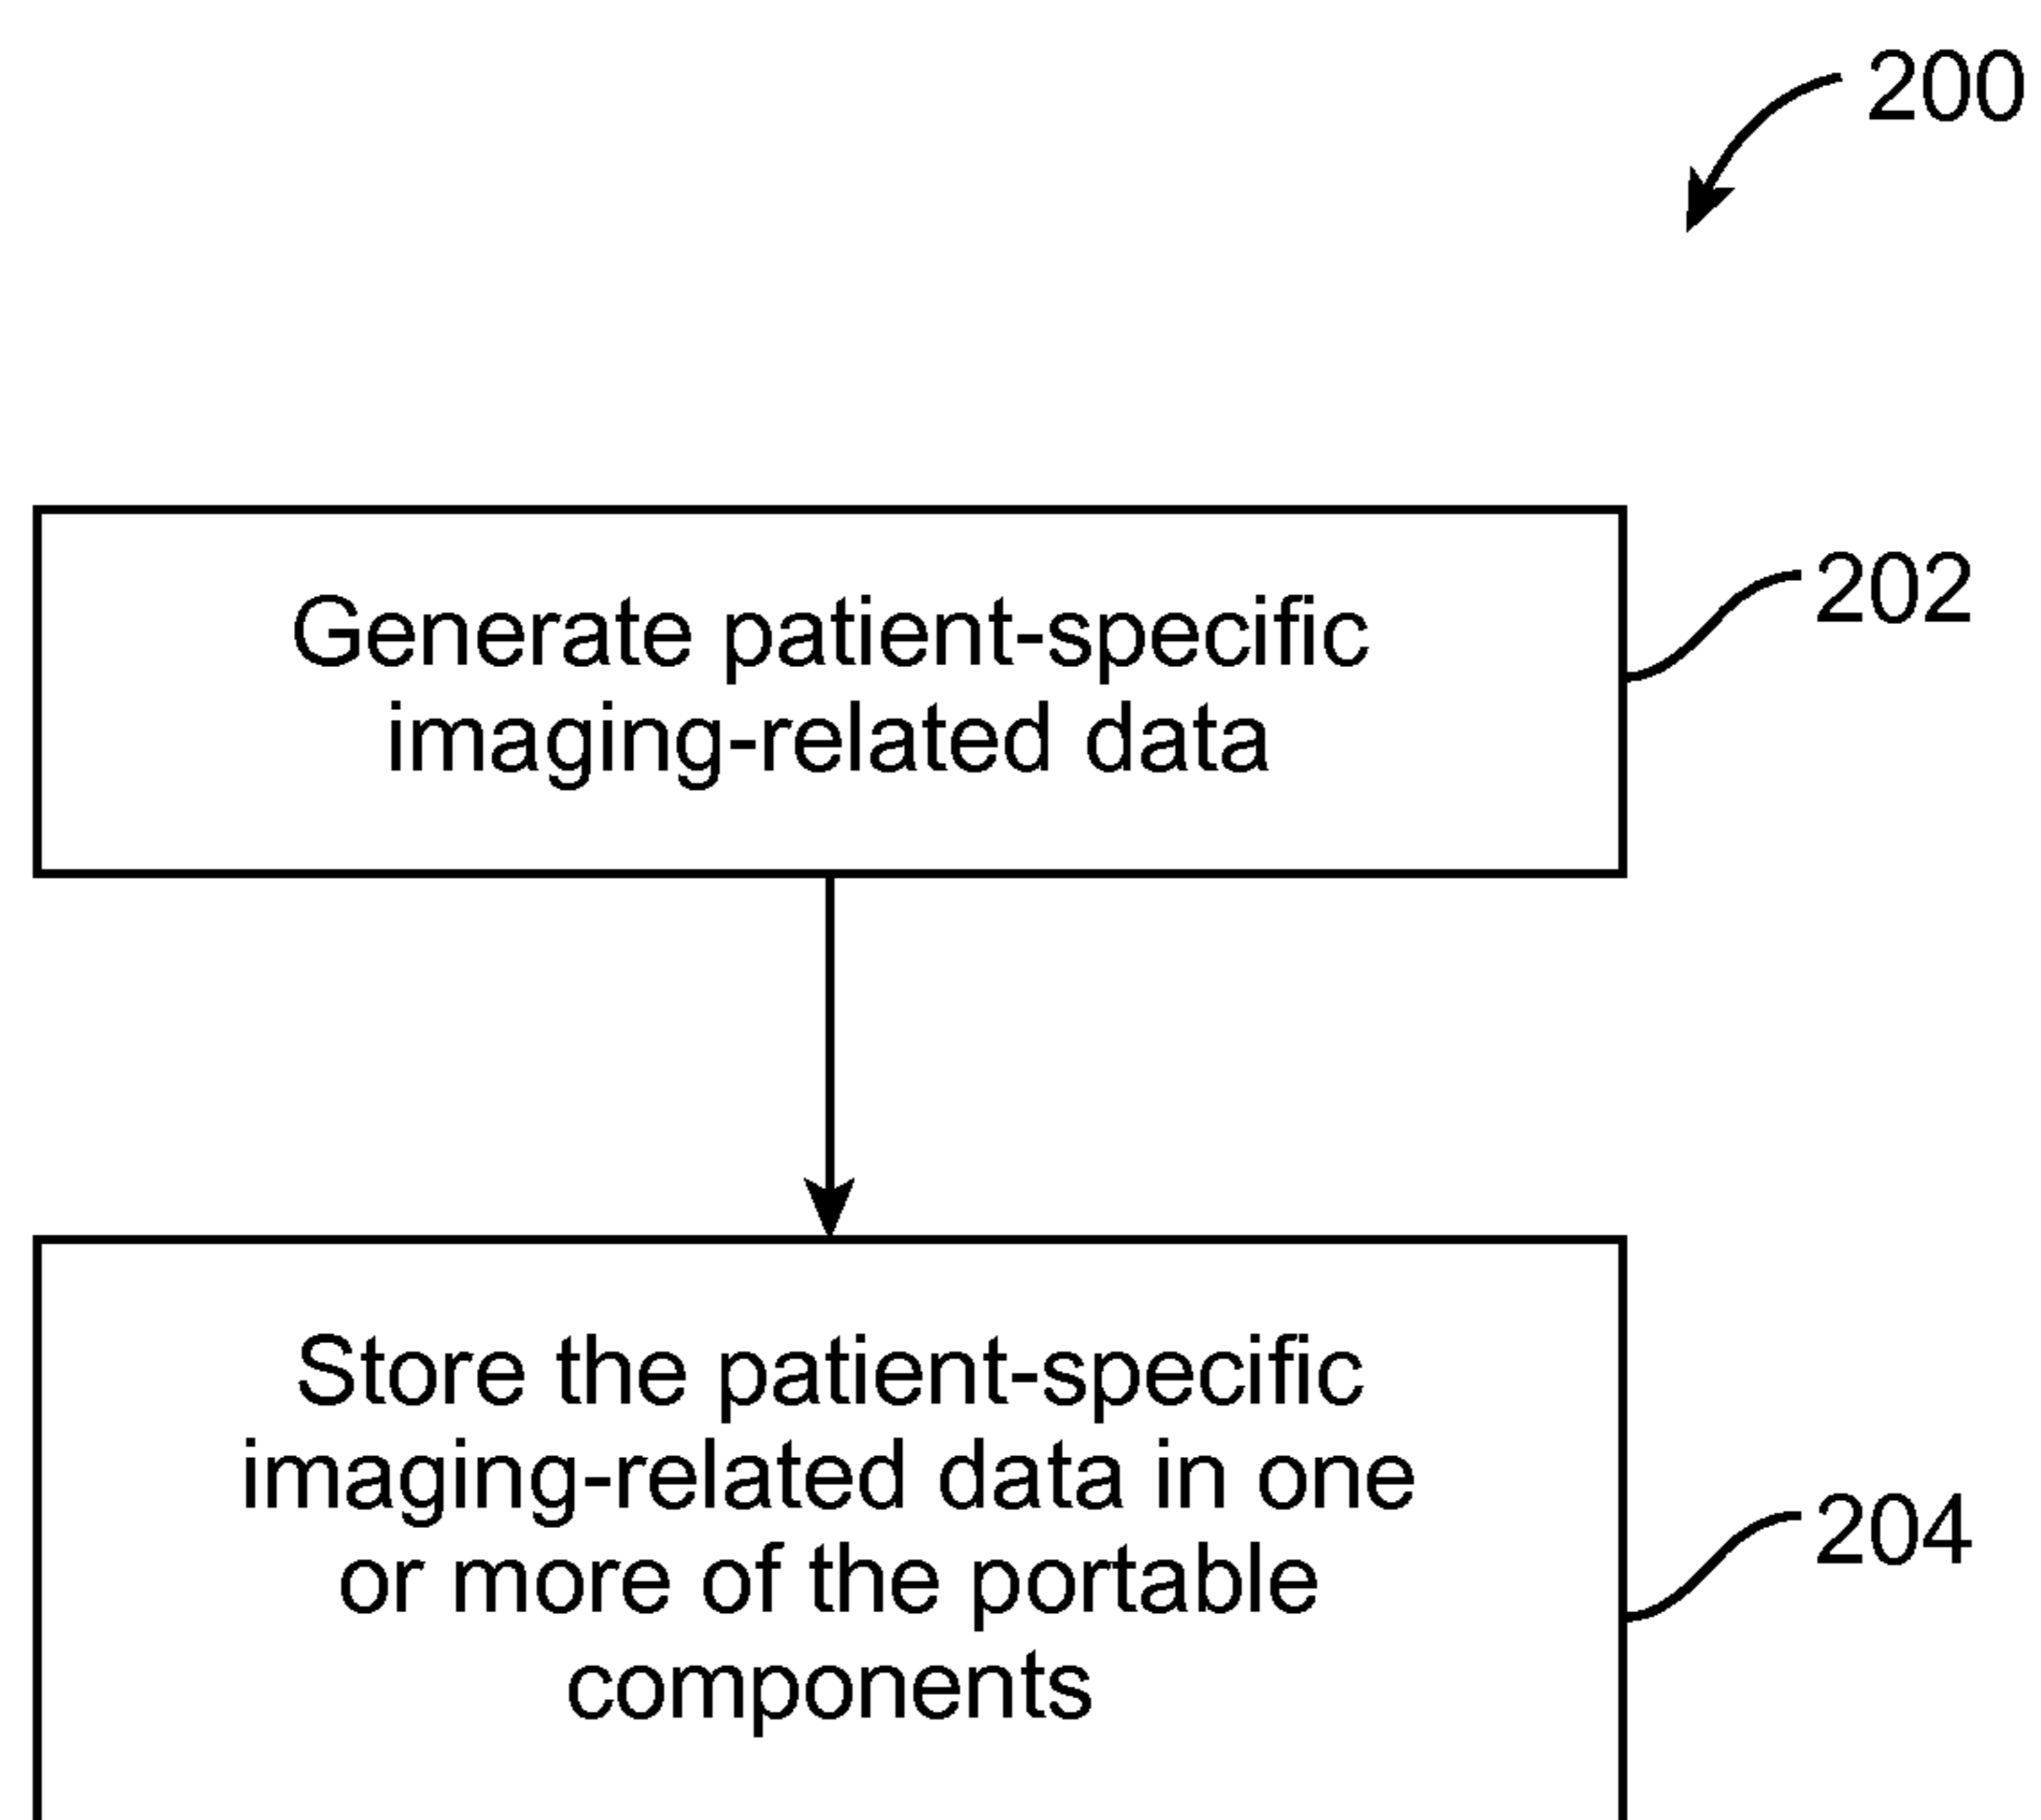 200
Generate patient-specific
imaging-related data
202
Store the patient-specific
imaging-related data in one
or more of the portable
components
204